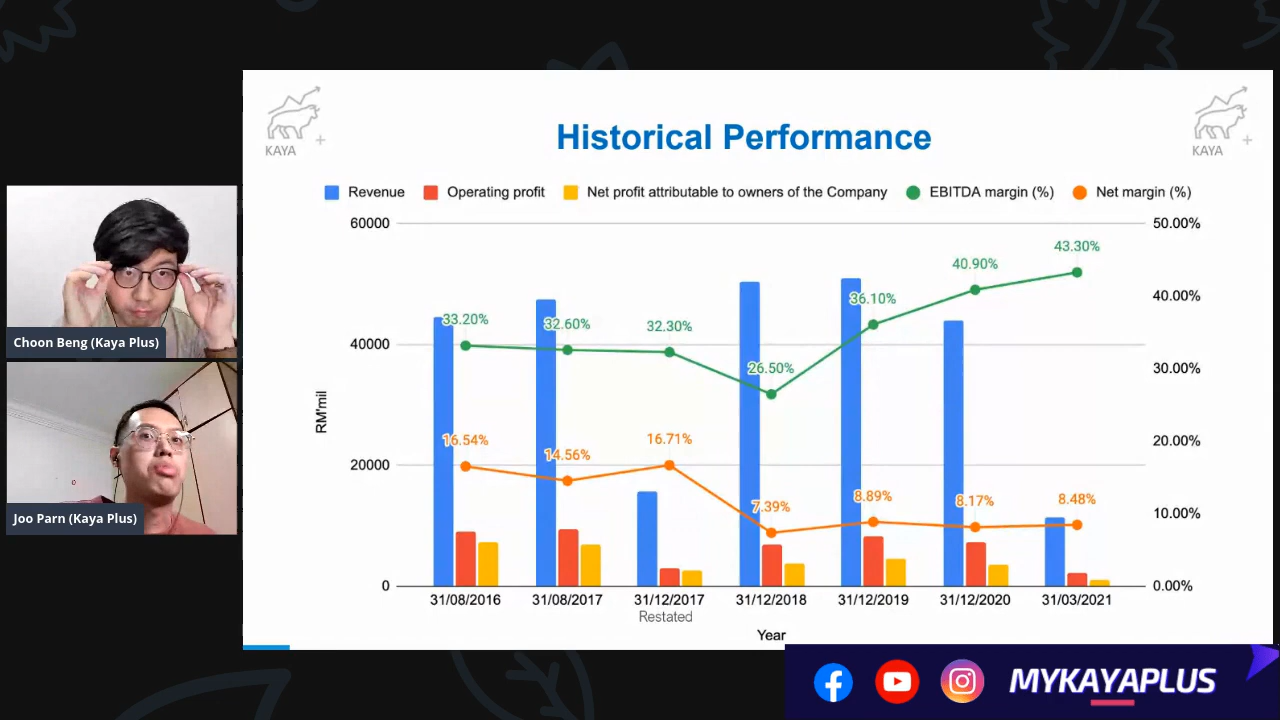 KAYA
KAYA
Historical Performance
Revenue
Operating profit
Net profit attributable to owners of the Company
EBITDA margin (%)
Net margin (%)
60000
40000
20000
0
RM'mil
50.00%
40.00%
30.00%
20.00%
10.00%
0.00%
33.20%
32.60%
32.30%
26.50%
36.10%
40.90%
43.30%
16.54%
14.56%
16.71%
7.39%
8.89%
8.17%
8.48%
31/08/2016
31/08/2017
31/12/2017
31/12/2018
31/12/2019
31/12/2020
31/03/2021
Restated
Year
Choon Beng (Kaya Plus)
Joo Parn (Kaya Plus)
MYKAYAPLUS